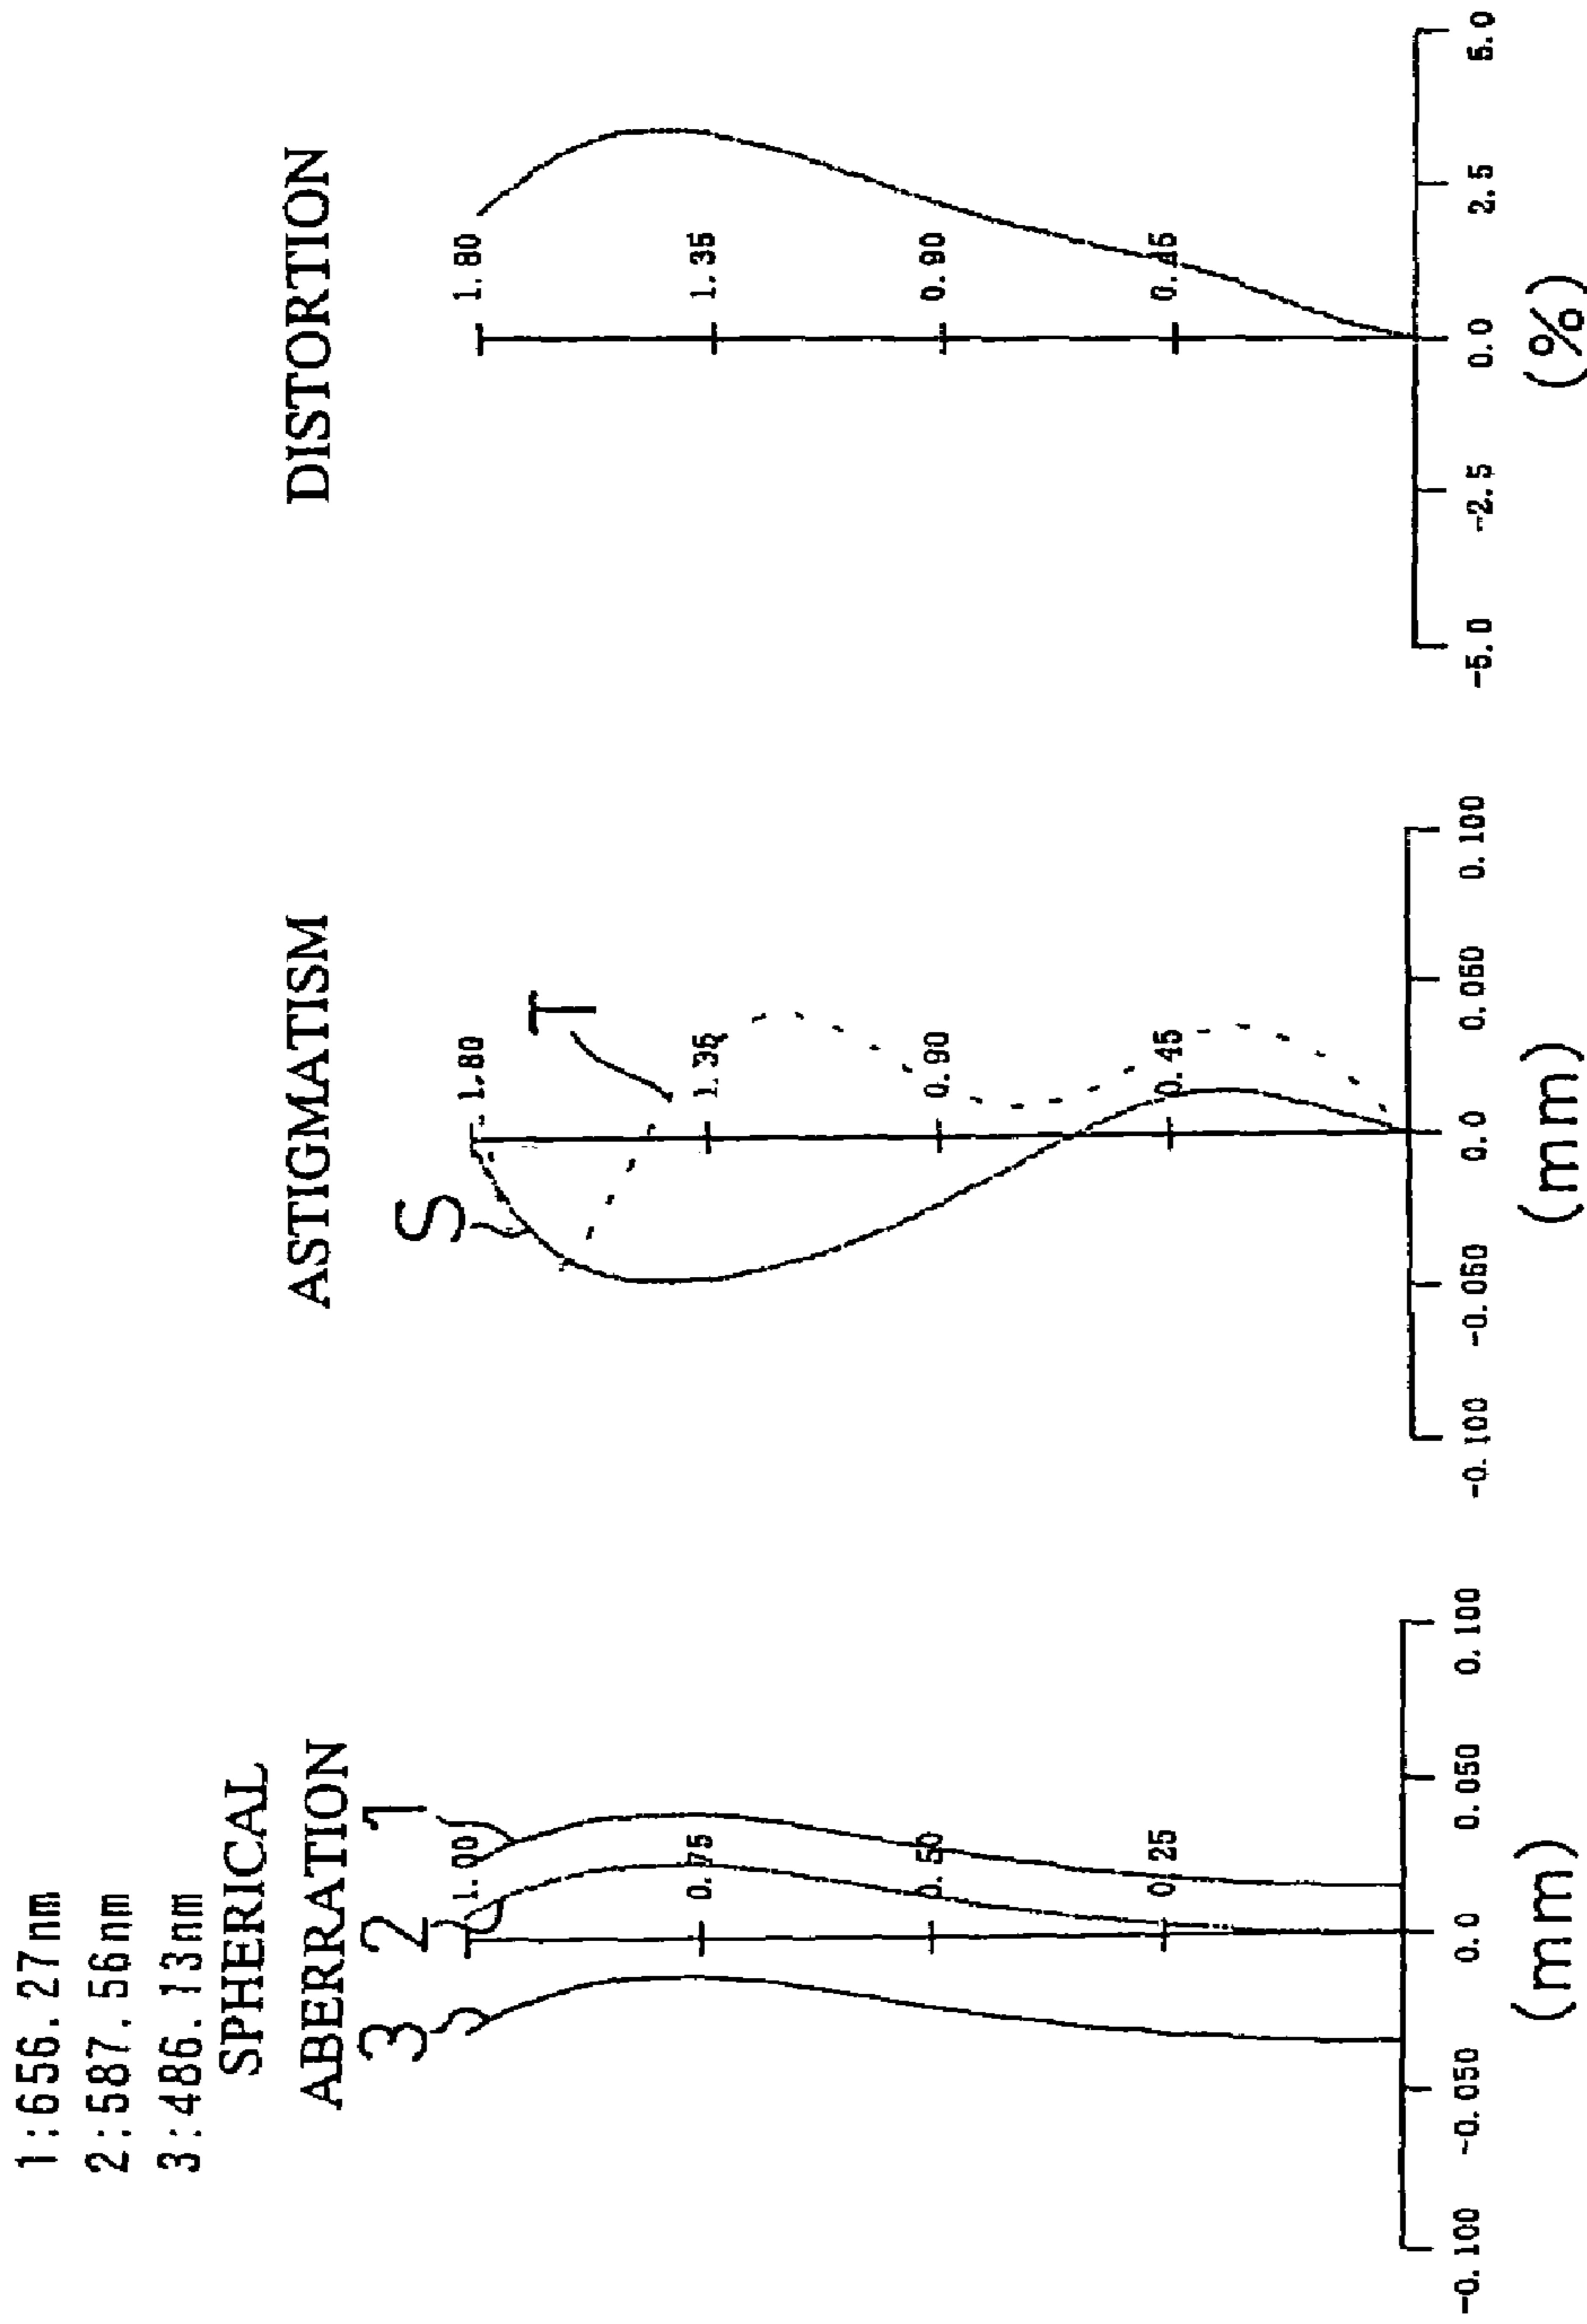 1:656.27nm
2:587.56nm
3:486.13nm
SPHERICAL
ABERRATION
3 2 1
1.00
0.75
0.50
0.25
-0.100 -0.050 0.0 0.050 0.100
(mm)
ASTIGMATISM
S T
1.80
1.35
0.90
0.45
-0.100 -0.050 0.0 0.050 0.100
(mm)
DISTORTION
1.80
1.35
0.90
0.45
-5.0 -2.5 0.0 2.5 5.0
(%)